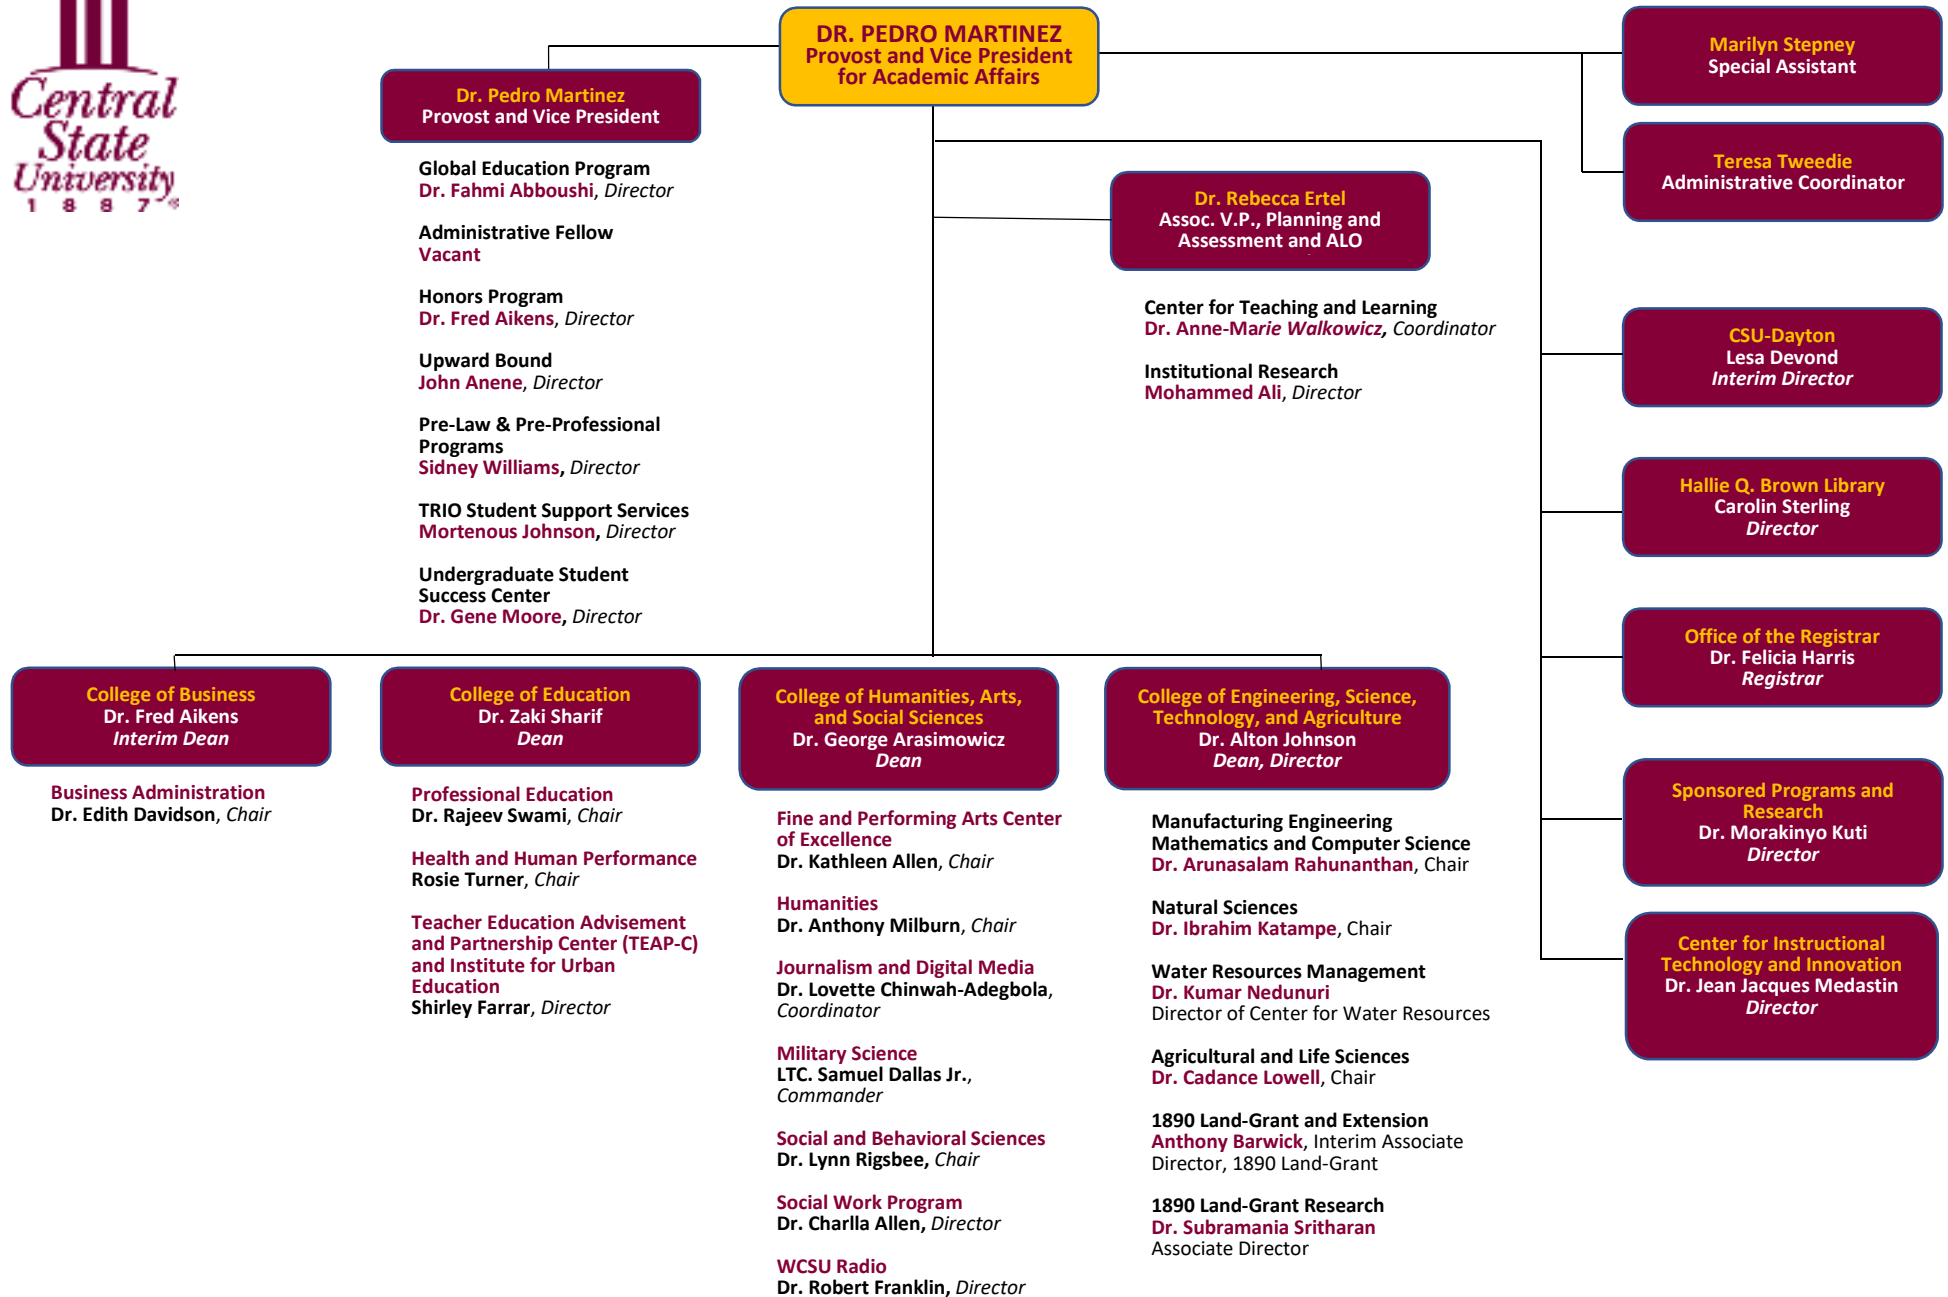 Central
State
University
1 8 8 7
DR. PEDRO MARTINEZ
Provost and Vice President
for Academic Affairs
Dr. Pedro Martinez
Provost and Vice President
Global Education Program
Dr. Fahmi Abboushi, Director
Administrative Fellow
Vacant
Honors Program
Dr. Fred Aikens, Director
Upward Bound
John Anene, Director
Pre-Law & Pre-Professional
Programs
Sidney Williams, Director
TRIO Student Support Services
Mortenous Johnson, Director
Undergraduate Student
Success Center
Dr. Gene Moore, Director
Dr. Rebecca Ertel
Assoc. V.P., Planning and
Assessment and ALO
Center for Teaching and Learning
Dr. Anne-Marie Walkowicz, Coordinator
Institutional Research
Mohammed Ali, Director
Marilyn Stepney
Special Assistant
Teresa Tweedie
Administrative Coordinator
CSU-Dayton
Lesa Devond
Interim Director
Hallie Q. Brown Library
Carolin Sterling
Director
Office of the Registrar
Dr. Felicia Harris
Registrar
Sponsored Programs and
Research
Dr. Morakinyo Kuti
Director
Center for Instructional
Technology and Innovation
Dr. Jean Jacques Medastin
Director
College of Business
Dr. Fred Aikens
Interim Dean
Business Administration
Dr. Edith Davidson, Chair
College of Education
Dr. Zaki Sharif
Dean
Professional Education
Dr. Rajeev Swami, Chair
Health and Human Performance
Rosie Turner, Chair
Teacher Education Advisement
and Partnership Center (TEAP-C)
and Institute for Urban
Education
Shirley Farrar, Director
College of Humanities, Arts,
and Social Sciences
Dr. George Arasimowicz
Dean
Fine and Performing Arts Center
of Excellence
Dr. Kathleen Allen, Chair
Humanities
Dr. Anthony Milburn, Chair
Journalism and Digital Media
Dr. Lovette Chinwah-Adegbola,
Coordinator
Military Science
LTC. Samuel Dallas Jr.,
Commander
Social and Behavioral Sciences
Dr. Lynn Rigsbee, Chair
Social Work Program
Dr. Charlla Allen, Director
WCSU Radio
Dr. Robert Franklin, Director
College of Engineering, Science,
Technology, and Agriculture
Dr. Alton Johnson
Dean, Director
Manufacturing Engineering
Mathematics and Computer Science
Dr. Arunasalam Rahunanthan, Chair
Natural Sciences
Dr. Ibrahim Katampe, Chair
Water Resources Management
Dr. Kumar Nedunuri
Director of Center for Water Resources
Agricultural and Life Sciences
Dr. Cadance Lowell, Chair
1890 Land-Grant and Extension
Anthony Barwick, Interim Associate
Director, 1890 Land-Grant
1890 Land-Grant Research
Dr. Subramania Sritharan
Associate Director